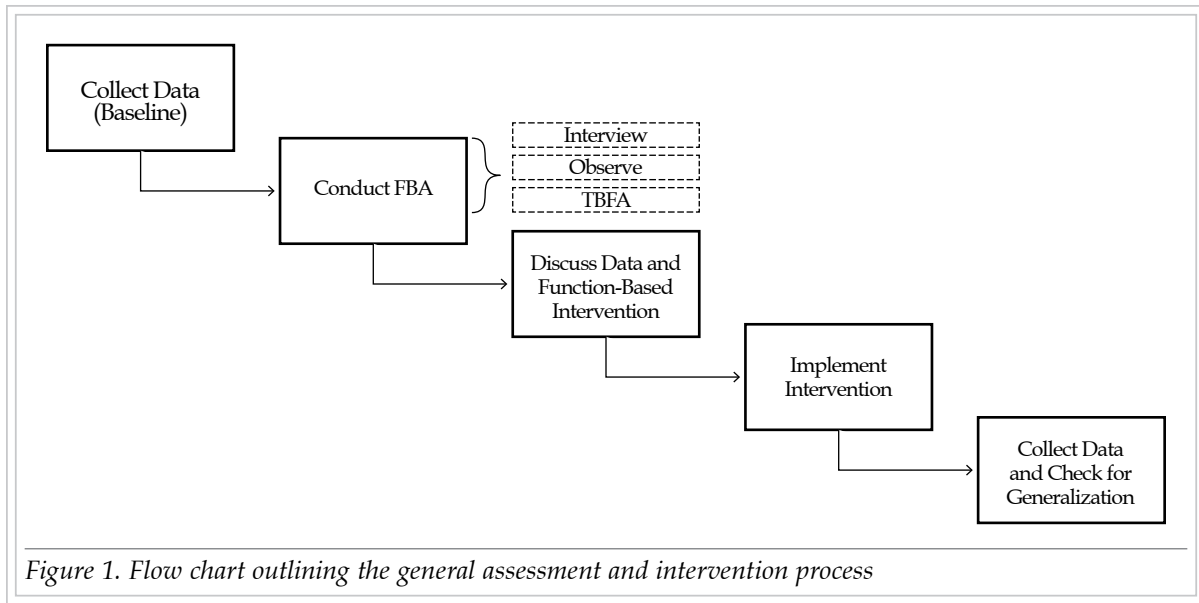 Collect Data
(Baseline)
Conduct FBA
Interview
Observe
TBFA
Discuss Data and
Function-Based
Intervention
Implement
Intervention
Collect Data
and Check for
Generalization
Figure 1. Flow chart outlining the general assessment and intervention process